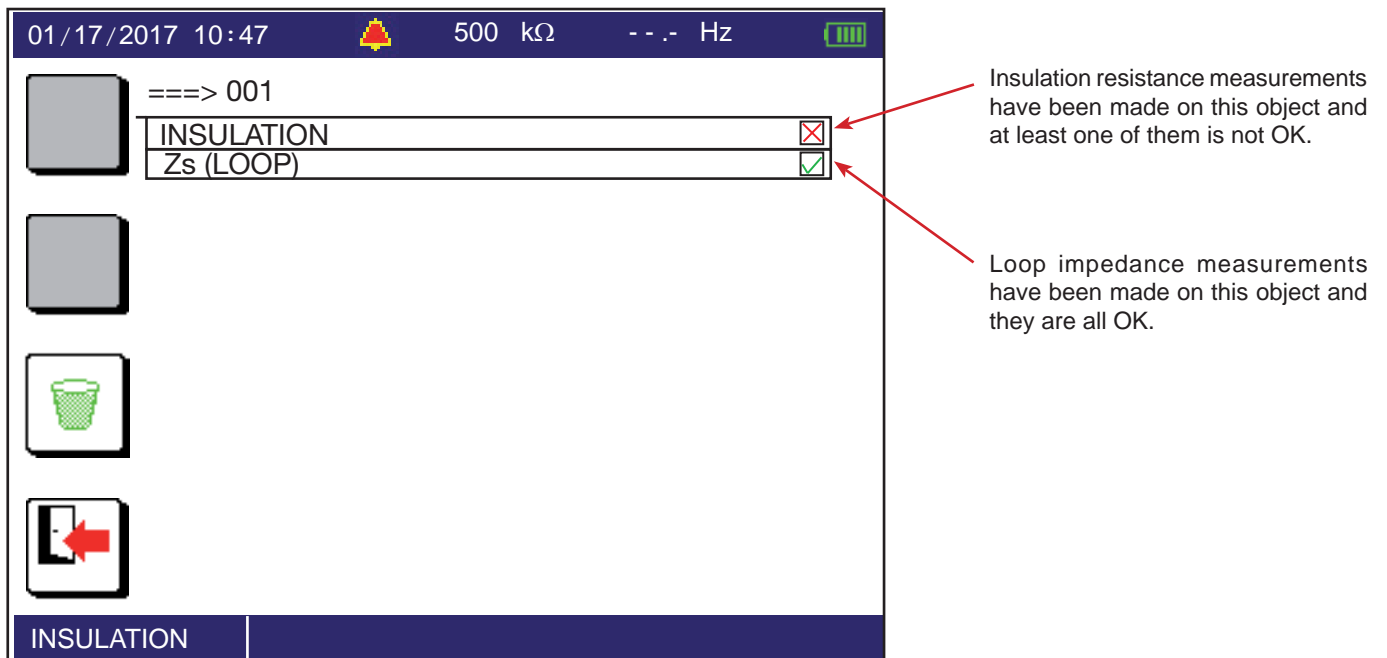 01/17/2017 10:47 500 kΩ - - .- Hz
===> 001
INSULATION
Zs (LOOP)
INSULATION
Insulation resistance measurements
have been made on this object and
at least one of them is not OK.
Loop impedance measurements
have been made on this object and
they are all OK.